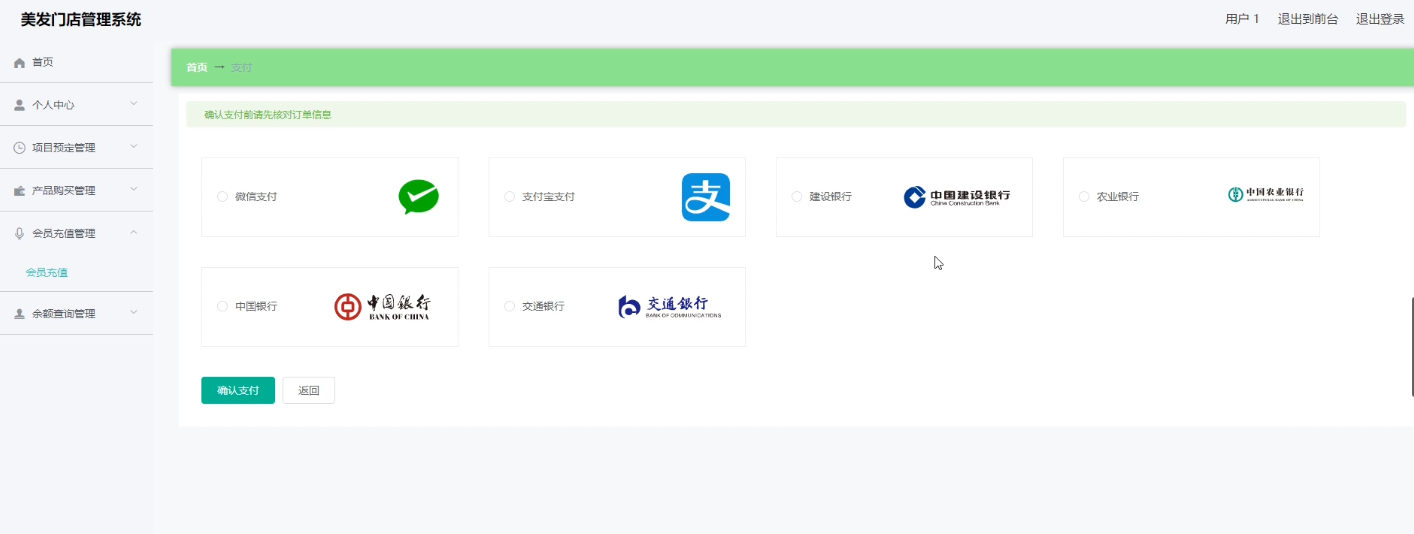 美发门店管理系统
用户 1 退出到前台 退出登录
首页
个人中心
项目预定管理
产品购买管理
会员充值管理
会员充值
余额查询管理
首页 → 支付
确认支付前请先核对订单信息
微信支付
支付宝支付
支
建设银行
中国建设银行
China Construction Bank
农业银行
中国农业银行
AGRICULTURAL BANK OF CHINA
中国银行
中国银行
BANK OF CHINA
交通银行
交通银行
BANK OF COMMUNICATIONS
确认支付 返回